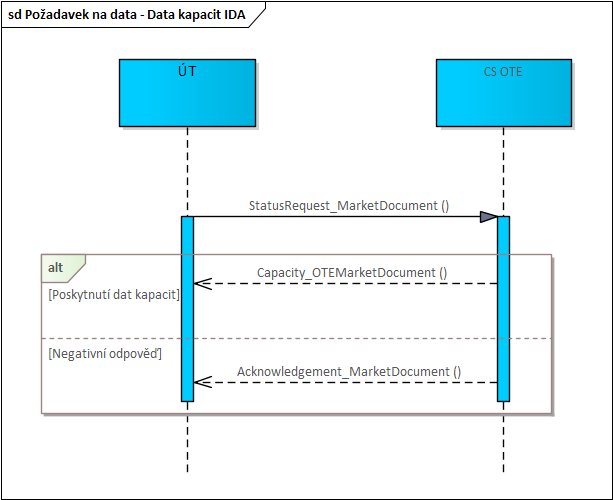 sd Požadavek na data - Data kapacit IDA
ÚT
CS OTE
StatusRequest_MarketDocument ()
alt
Capacity_OTEMarketDocument ()
[Poskytnutí dat kapacit]
[Negativní odpověď]
Acknowledgement_MarketDocument ()